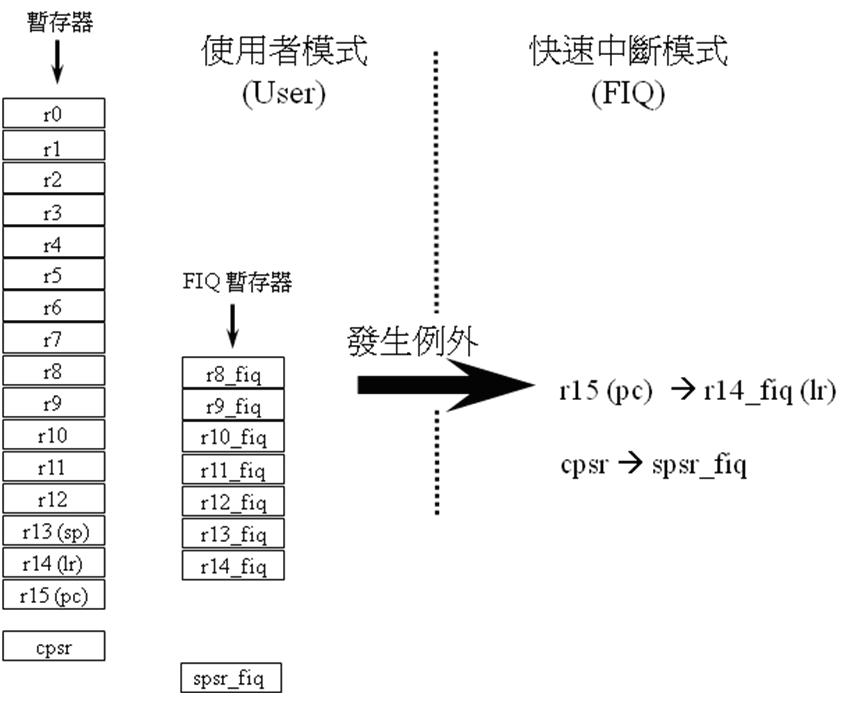 暫存器
使用者模式
(User)
快速中斷模式
(FIQ)
r0
r1
r2
r3
r4
r5
r6
r7
r8
r9
r10
r11
r12
r13 (sp)
r14 (lr)
r15 (pc)
cpsr
FIQ 暫存器
r8_fiq
r9_fiq
r10_fiq
r11_fiq
r12_fiq
r13_fiq
r14_fiq
spsr_fiq
發生例外
r15 (pc) → r14_fiq (lr)
cpsr → spsr_fiq